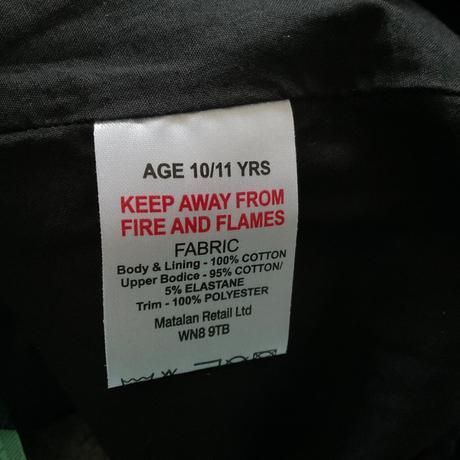 AGE 10/11 YRS
KEEP AWAY FROM
FIRE AND FLAMES
FABRIC
Body & Lining - 100% COTTON
Upper Bodice - 95% COTTON/
5% ELASTANE
Trim - 100% POLYESTER
Matalan Retail Ltd
WN8 9TB